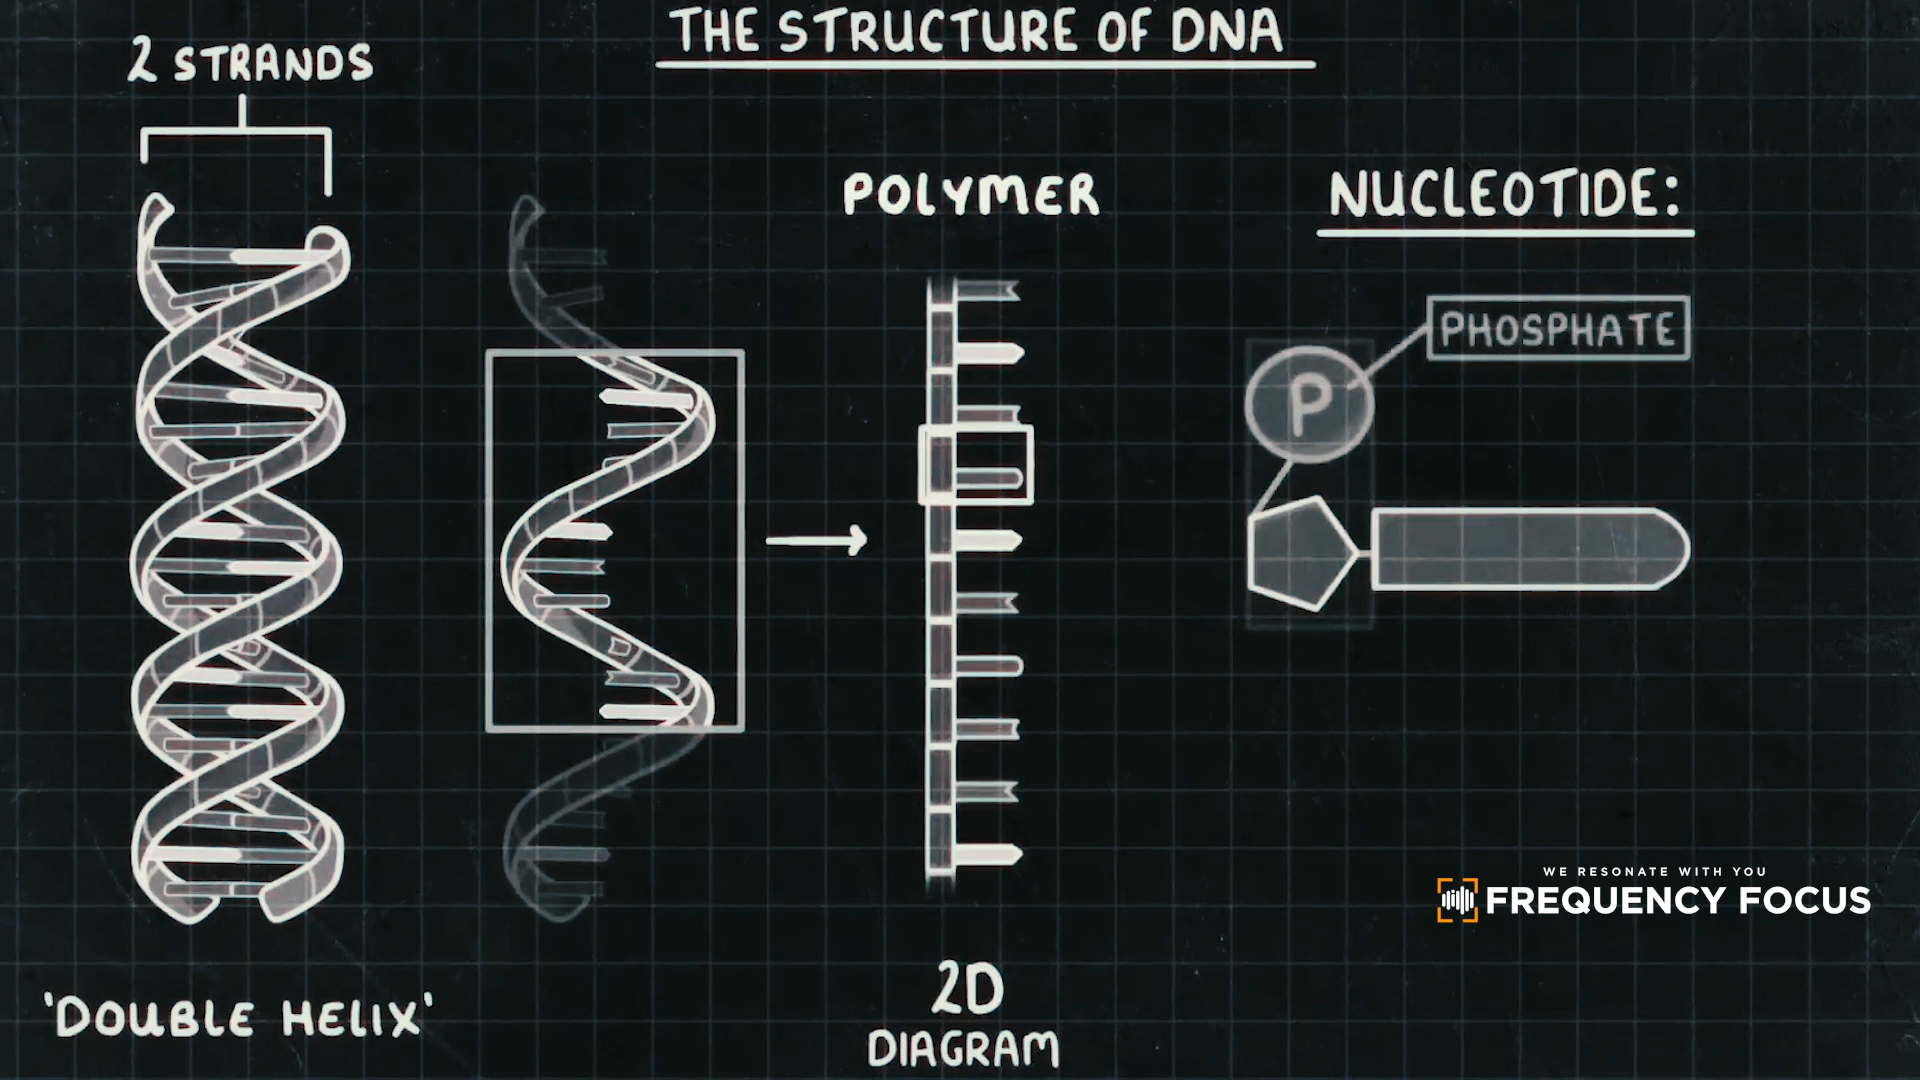 THE STRUCTURE OF DNA
2 STRANDS
POLYMER
NUCLEOTIDE:
PHOSPHATE
P
WE RESONATE WITH YOU
FREQUENCY FOCUS
'DOUBLE HELIX'
2D
DIAGRAM